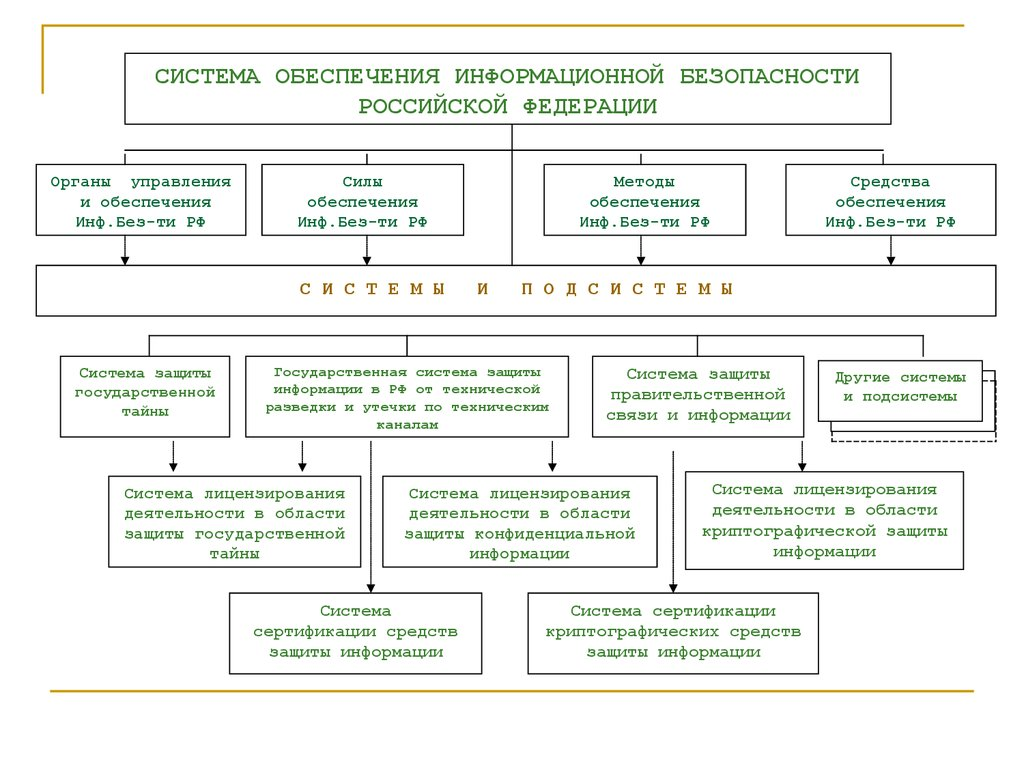 СИСТЕМА ОБЕСПЕЧЕНИЯ ИНФОРМАЦИОННОЙ БЕЗОПАСНОСТИ
РОССИЙСКОЙ ФЕДЕРАЦИИ
Органы управления
и обеспечения
Инф.Без-ти РФ
Силы
обеспечения
Инф.Без-ти РФ
Методы
обеспечения
Инф.Без-ти РФ
Средства
обеспечения
Инф.Без-ти РФ
С И С Т Е М Ы И П О Д С И С Т Е М Ы
Система защиты
государственной
тайны
Государственная система защиты
информации в РФ от технической
разведки и утечки по техническим
каналам
Система защиты
правительственной
связи и информации
Другие системы
и подсистемы
Система лицензирования
деятельности в области
защиты государственной
тайны
Система лицензирования
деятельности в области
защиты конфиденциальной
информации
Система лицензирования
деятельности в области
криптографической защиты
информации
Система
сертификации средств
защиты информации
Система сертификации
криптографических средств
защиты информации